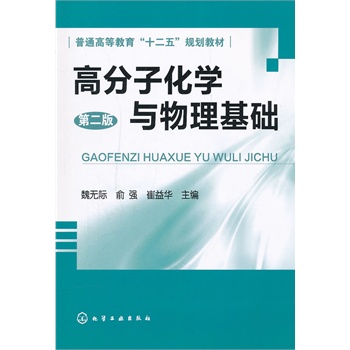 普通高等教育“十二五”规划教材
高分子化学
第二版
与物理基础
GAOFENZI HUAXUE YU WULI JICHU
魏无际 俞强 崔益华 主编
化学工业出版社